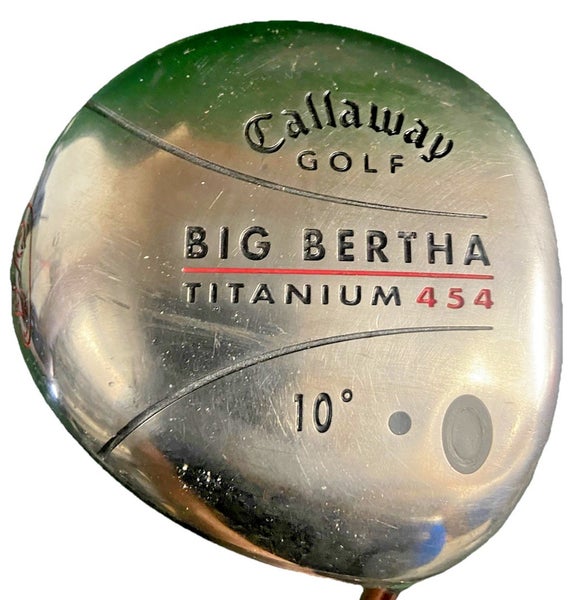 Callaway
GOLF
BIG BERTHA
TITANIUM 454
10°